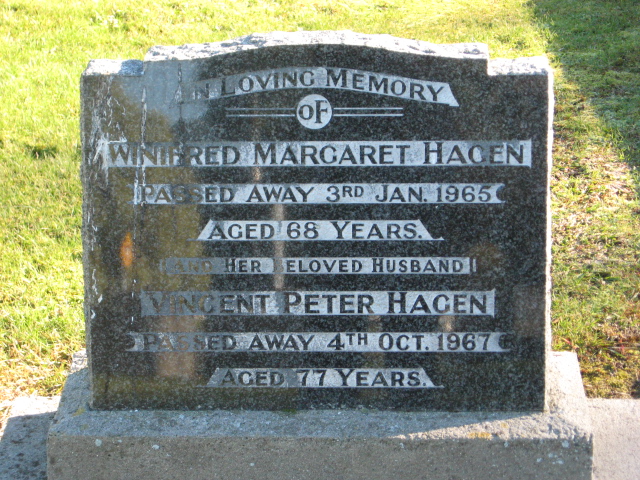 IN LOVING MEMORY
OF
WINIFRED MARGARET HAGEN
PASSED AWAY 3RD JAN. 1965
AGED 68 YEARS.
AND HER BELOVED HUSBAND
VINCENT PETER HAGEN
PASSED AWAY 4TH OCT. 1967
AGED 77 YEARS.